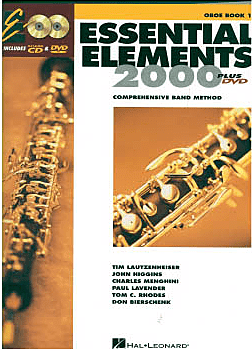 OBOE BOOK 1
INCLUDES
CD & DVD
ESSENTIAL
ELEMENTS
2000
PLUS
DVD
COMPREHENSIVE BAND METHOD
TIM LAUTZENHEISER
JOHN HIGGINS
CHARLES MENGHINI
PAUL LAVENDER
TOM C. RHODES
DON BIERSCHENK
HAL•LEONARD®